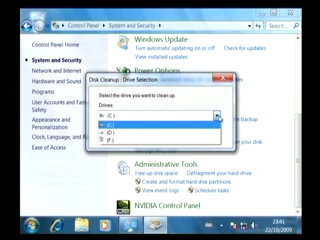 Control Panel ▸ System and Security ▸
Search
Control Panel Home
System and Security
Network and Internet
Hardware and Sound
Programs
User Accounts and Family
Safety
Appearance and
Personalization
Clock, Language, and
Windows Update
Turn automatic updating on or off
Check for updates
View installed updates
Power Options
Disk Cleanup : Drive Selection
Select the drive you want to clean up.
Drives:
(C:)
(C:)
(D:)
(F:)
backup
your disk
Administrative Tools
Free up disk space
Defragment your hard drive
Create and format hard disk partitions
View event logs
Schedule tasks
NVIDIA Control Panel
23:41
22/10/2009